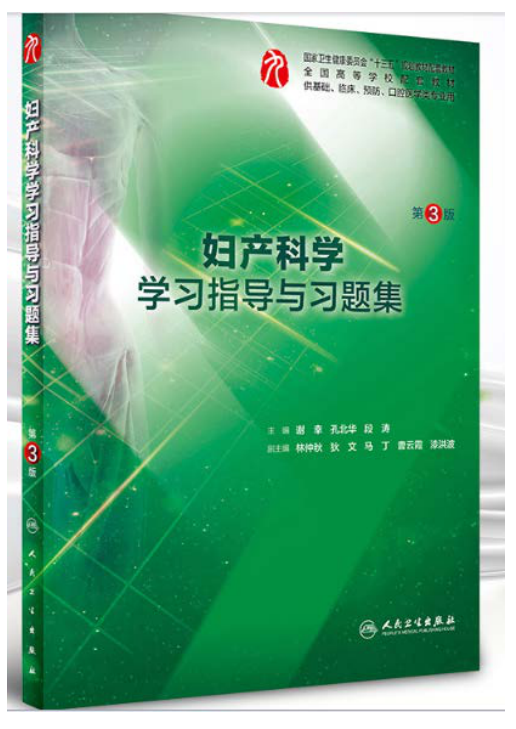 国家卫生健康委员会“十三五”规划教材配套教材
全国高等学校配套教材
供基础、临床、预防、口腔医学类专业用
第3版
妇产科学
学习指导与习题集
主编 谢 幸 孔北华 段 涛
副主编 林仲秋 狄 文 马 丁 曹云霞 漆洪波
人民卫生出版社
PEOPLE'S MEDICAL PUBLISHING HOUSE
妇产科学学习指导与习题集
第3版
人民卫生出版社